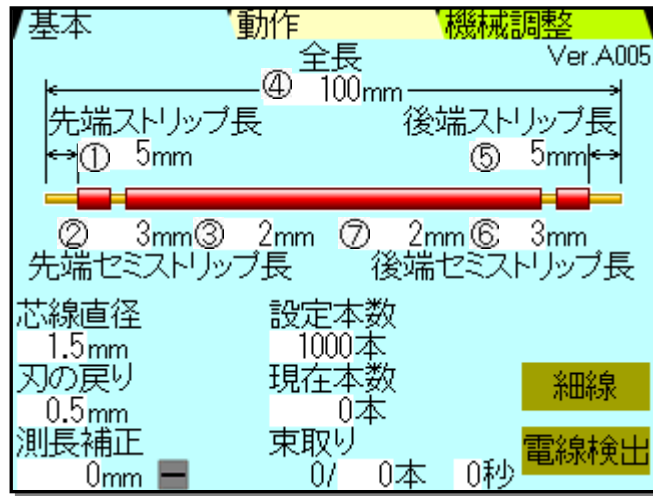 基本 動作 機械調整
全長 Ver.A005
④ 100mm
先端ストリップ長 後端ストリップ長
① 5mm ⑤ 5mm
② 3mm ③ 2mm ⑦ 2mm ⑥ 3mm
先端セミストリップ長 後端セミストリップ長
芯線直径 設定本数
1.5mm 1000本
刃の戻り 現在本数 細線
0.5mm 0本
測長補正 束取り 電線検出
0mm ー 0/ 0本 0秒